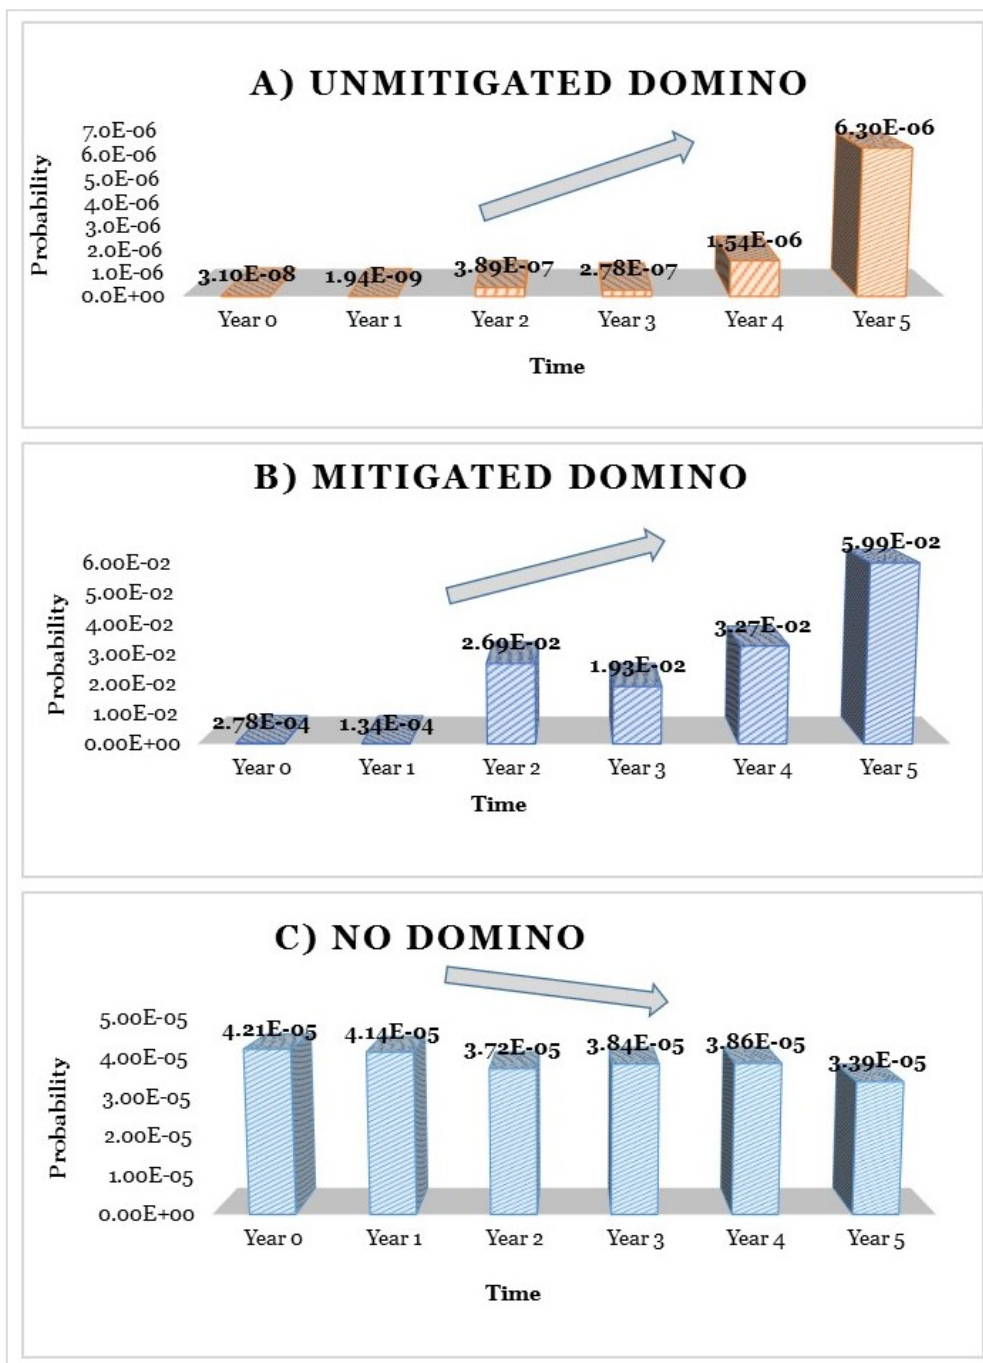 A) UNMITIGATED DOMINO
Probability
7.0E-06
6.0E-06
5.0E-06
4.0E-06
3.0E-06
2.0E-06
1.0E-06
0.0E+00
3.10E-08
1.94E-09
3.89E-07
2.78E-07
1.54E-06
6.30E-06
Year 0
Year 1
Year 2
Year 3
Year 4
Year 5
Time
B) MITIGATED DOMINO
Probability
6.00E-02
5.00E-02
4.00E-02
3.00E-02
2.00E-02
1.00E-02
0.00E+00
2.78E-04
1.34E-04
2.69E-02
1.93E-02
3.27E-02
5.99E-02
Year 0
Year 1
Year 2
Year 3
Year 4
Year 5
Time
C) NO DOMINO
Probability
5.00E-05
4.00E-05
3.00E-05
2.00E-05
1.00E-05
0.00E+00
4.21E-05
4.14E-05
3.72E-05
3.84E-05
3.86E-05
3.39E-05
Year 0
Year 1
Year 2
Year 3
Year 4
Year 5
Time